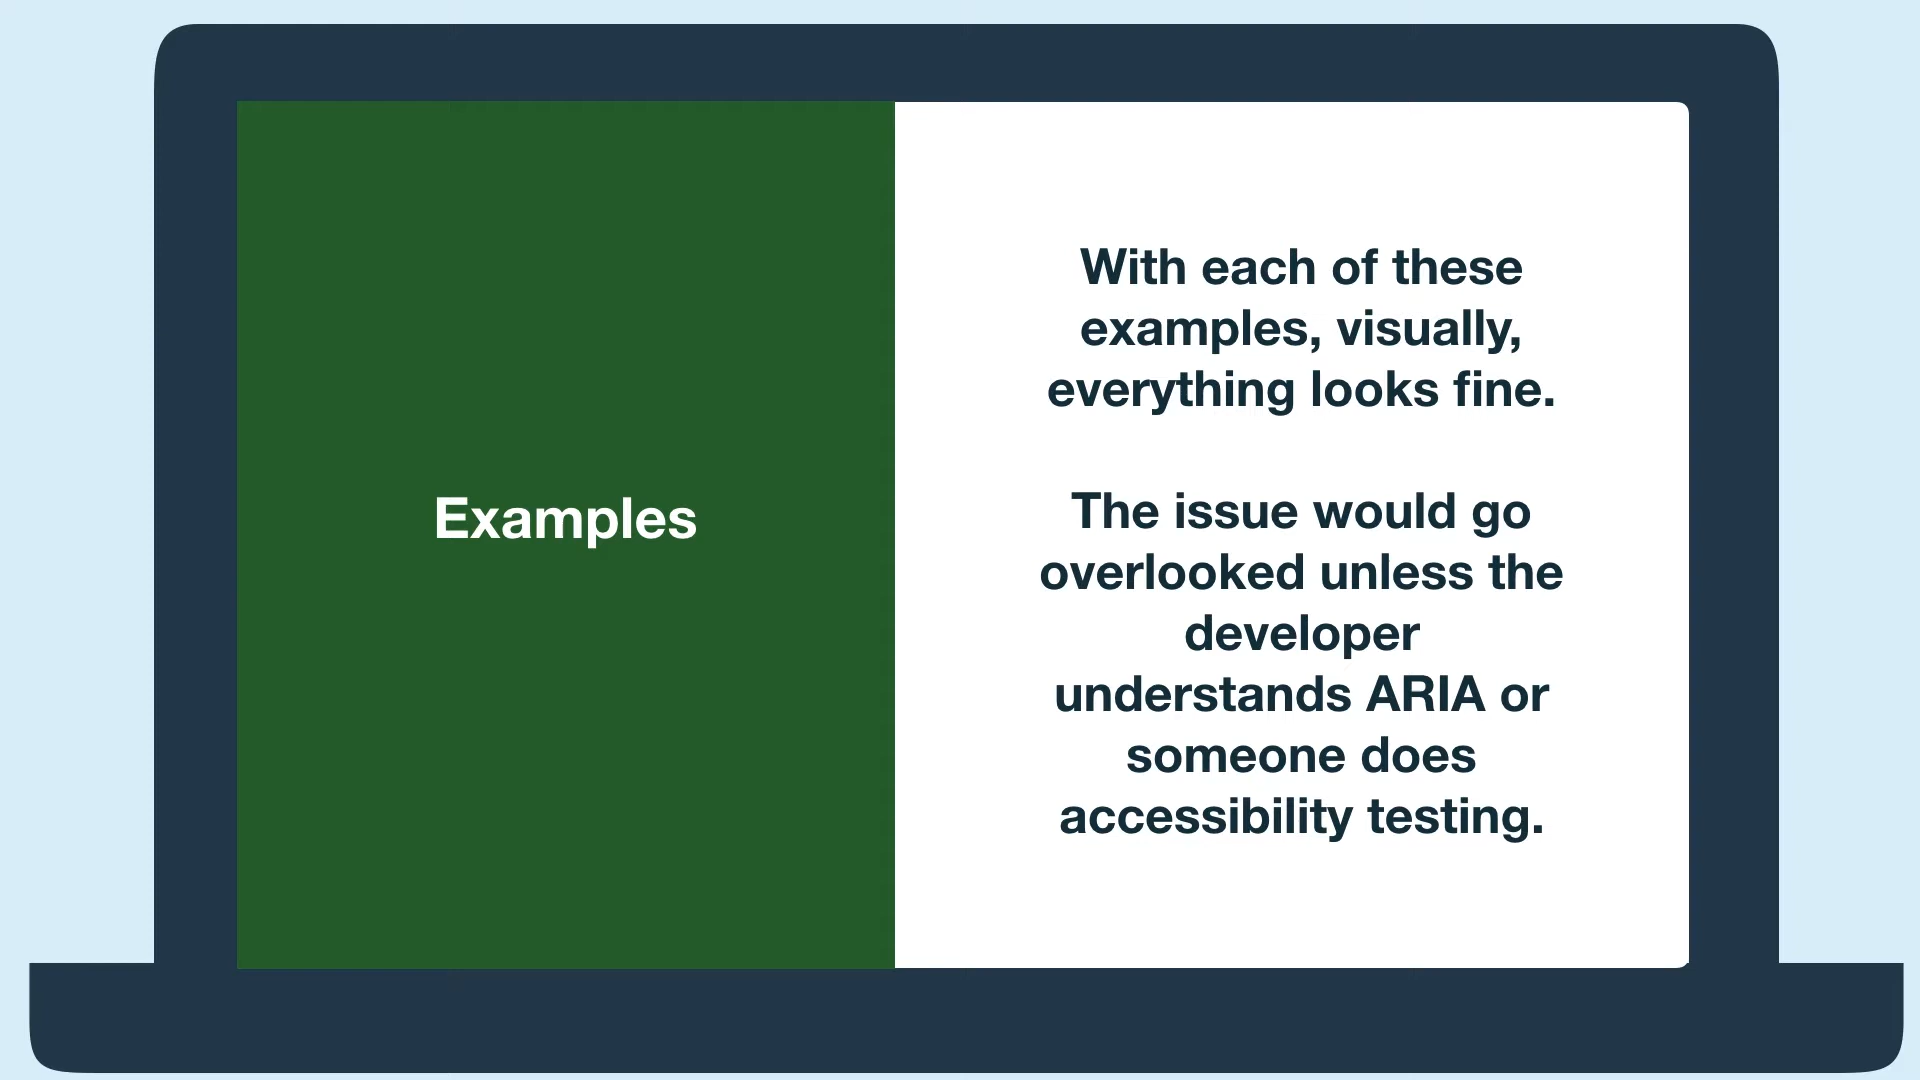 Examples
With each of these
examples, visually,
everything looks fine.
The issue would go
overlooked unless the
developer
understands ARIA or
someone does
accessibility testing.